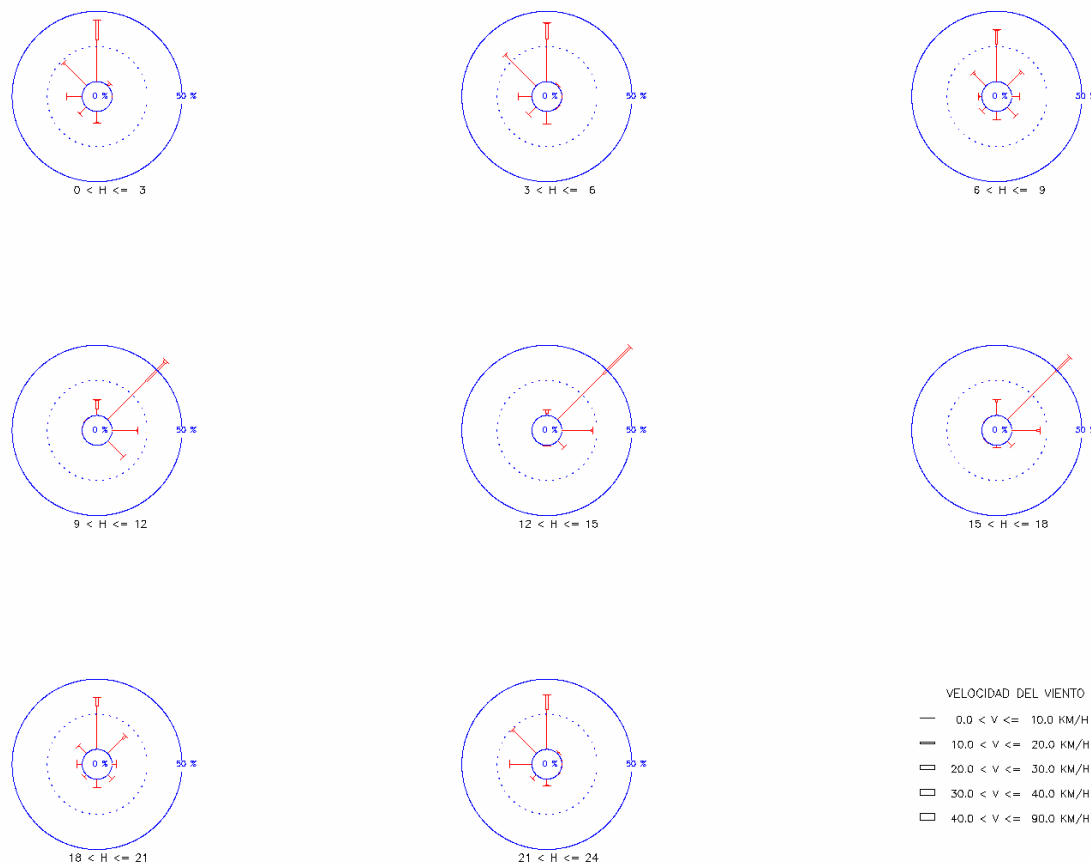 0 %
50 %
0 < H <= 3
0 %
50 %
3 < H <= 6
0 %
30 %
6 < H <= 9
0 %
50 %
9 < H <= 12
0 %
50 %
12 < H <= 15
0 %
30 %
15 < H <= 18
0 %
50 %
18 < H <= 21
0 %
50 %
21 < H <= 24
VELOCIDAD DEL VIENTO
0.0 < V <= 10.0 KM/H
10.0 < V <= 20.0 KM/H
20.0 < V <= 30.0 KM/H
30.0 < V <= 40.0 KM/H
40.0 < V <= 90.0 KM/H